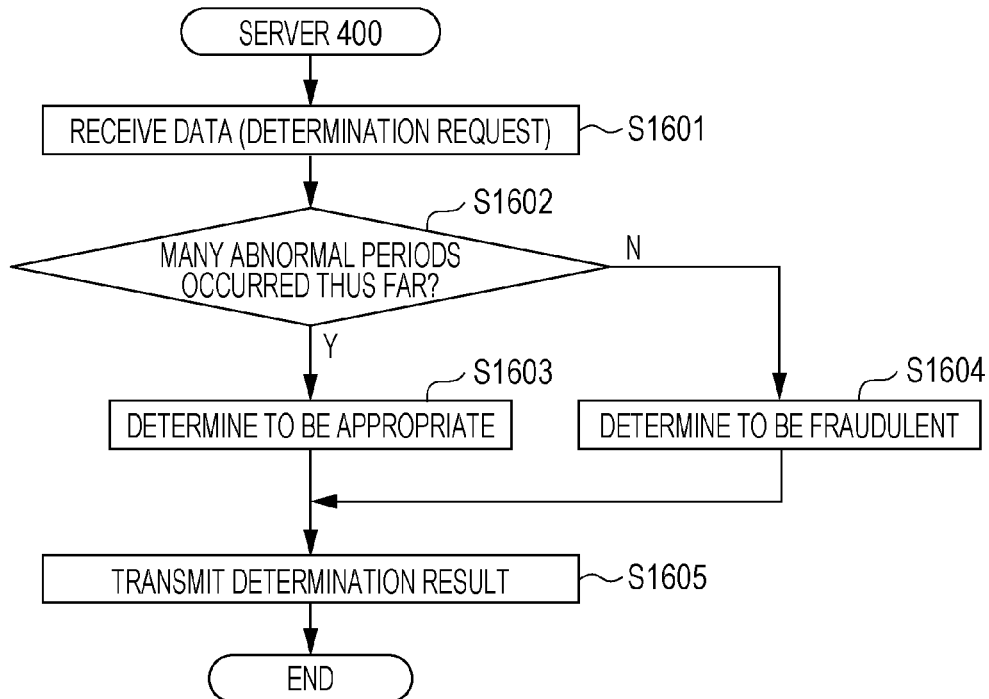 SERVER 400
RECEIVE DATA (DETERMINATION REQUEST)
S1601
S1602
MANY ABNORMAL PERIODS
OCCURRED THUS FAR?
N
Y
S1603
S1604
DETERMINE TO BE APPROPRIATE
DETERMINE TO BE FRAUDULENT
TRANSMIT DETERMINATION RESULT
S1605
END